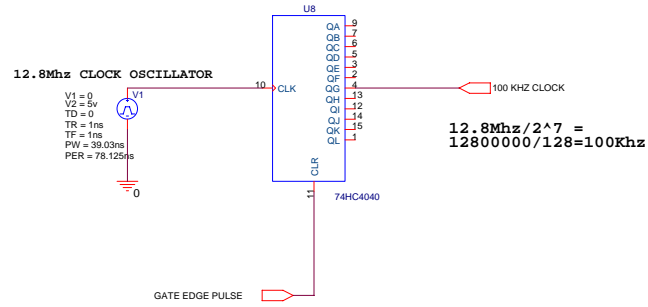 U8
12.8Mhz CLOCK OSCILLATOR
V1
V1 = 0
V2 = 5v
TD = 0
TR = 1ns
TF = 1ns
PW = 39.03ns
PER = 78.125ns
0
10
CLK
QA 9
QB 7
QC 6
QD 5
QE 3
QF 2
QG 4
QH 13
QI 12
QJ 14
QK 15
QL 1
CLR
11
74HC4040
100 KHZ CLOCK
12.8Mhz/2^7 =
12800000/128=100Khz
GATE EDGE PULSE